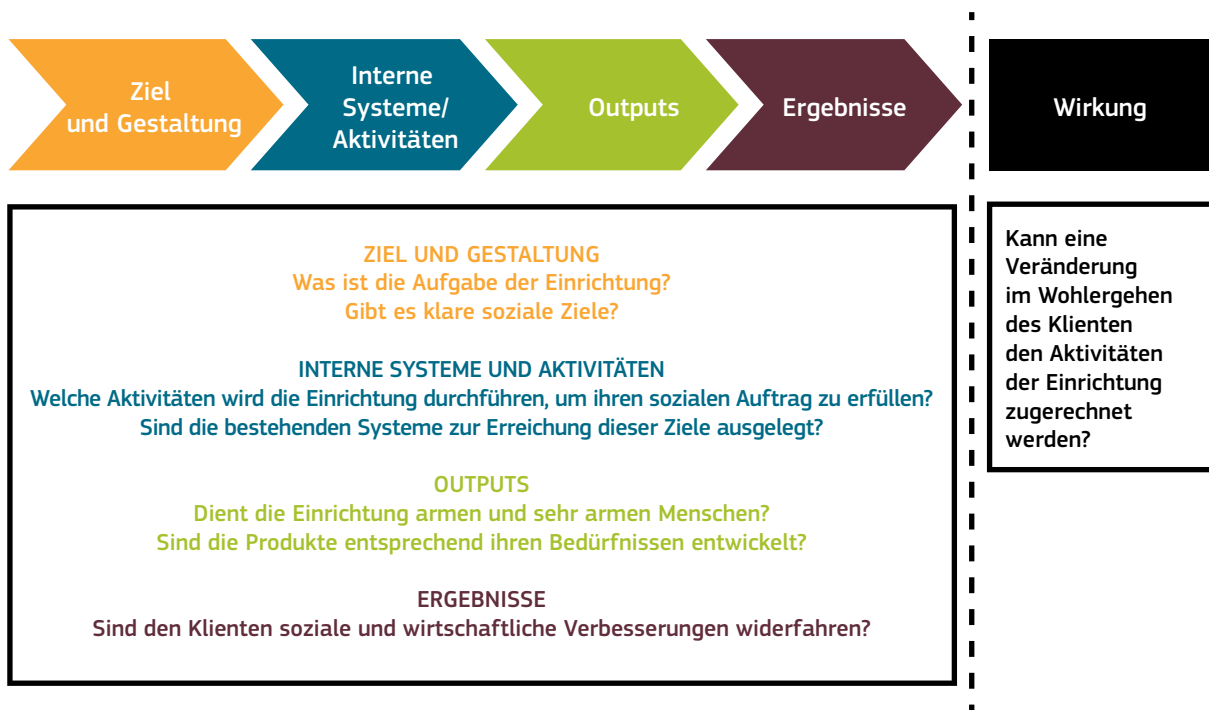 Ziel
und Gestaltung
Interne
Systeme/
Aktivitäten
Outputs
Ergebnisse
Wirkung
ZIEL UND GESTALTUNG
Was ist die Aufgabe der Einrichtung?
Gibt es klare soziale Ziele?
INTERNE SYSTEME UND AKTIVITÄTEN
Welche Aktivitäten wird die Einrichtung durchführen, um ihren sozialen Auftrag zu erfüllen?
Sind die bestehenden Systeme zur Erreichung dieser Ziele ausgelegt?
OUTPUTS
Dient die Einrichtung armen und sehr armen Menschen?
Sind die Produkte entsprechend ihren Bedürfnissen entwickelt?
ERGEBNISSE
Sind den Klienten soziale und wirtschaftliche Verbesserungen widerfahren?
Kann eine
Veränderung
im Wohlergehen
des Klienten
den Aktivitäten
der Einrichtung
zugerechnet
werden?